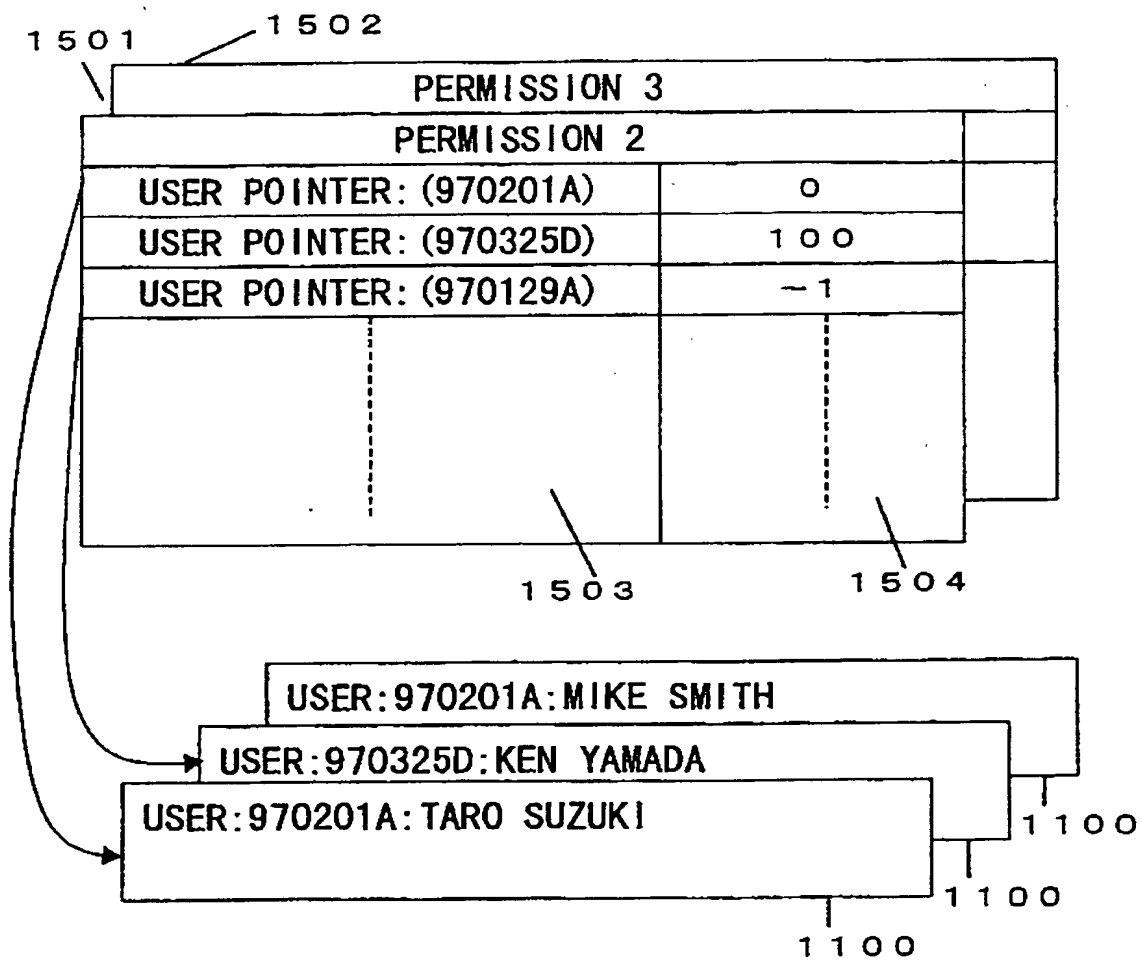 1501
1502
PERMISSION 3
PERMISSION 2
USER POINTER:(970201A) 0
USER POINTER:(970325D) 100
USER POINTER:(970129A) -1
1503
1504
USER:970201A:MIKE SMITH
USER:970325D:KEN YAMADA
USER:970201A:TARO SUZUKI
1100
1100
1100